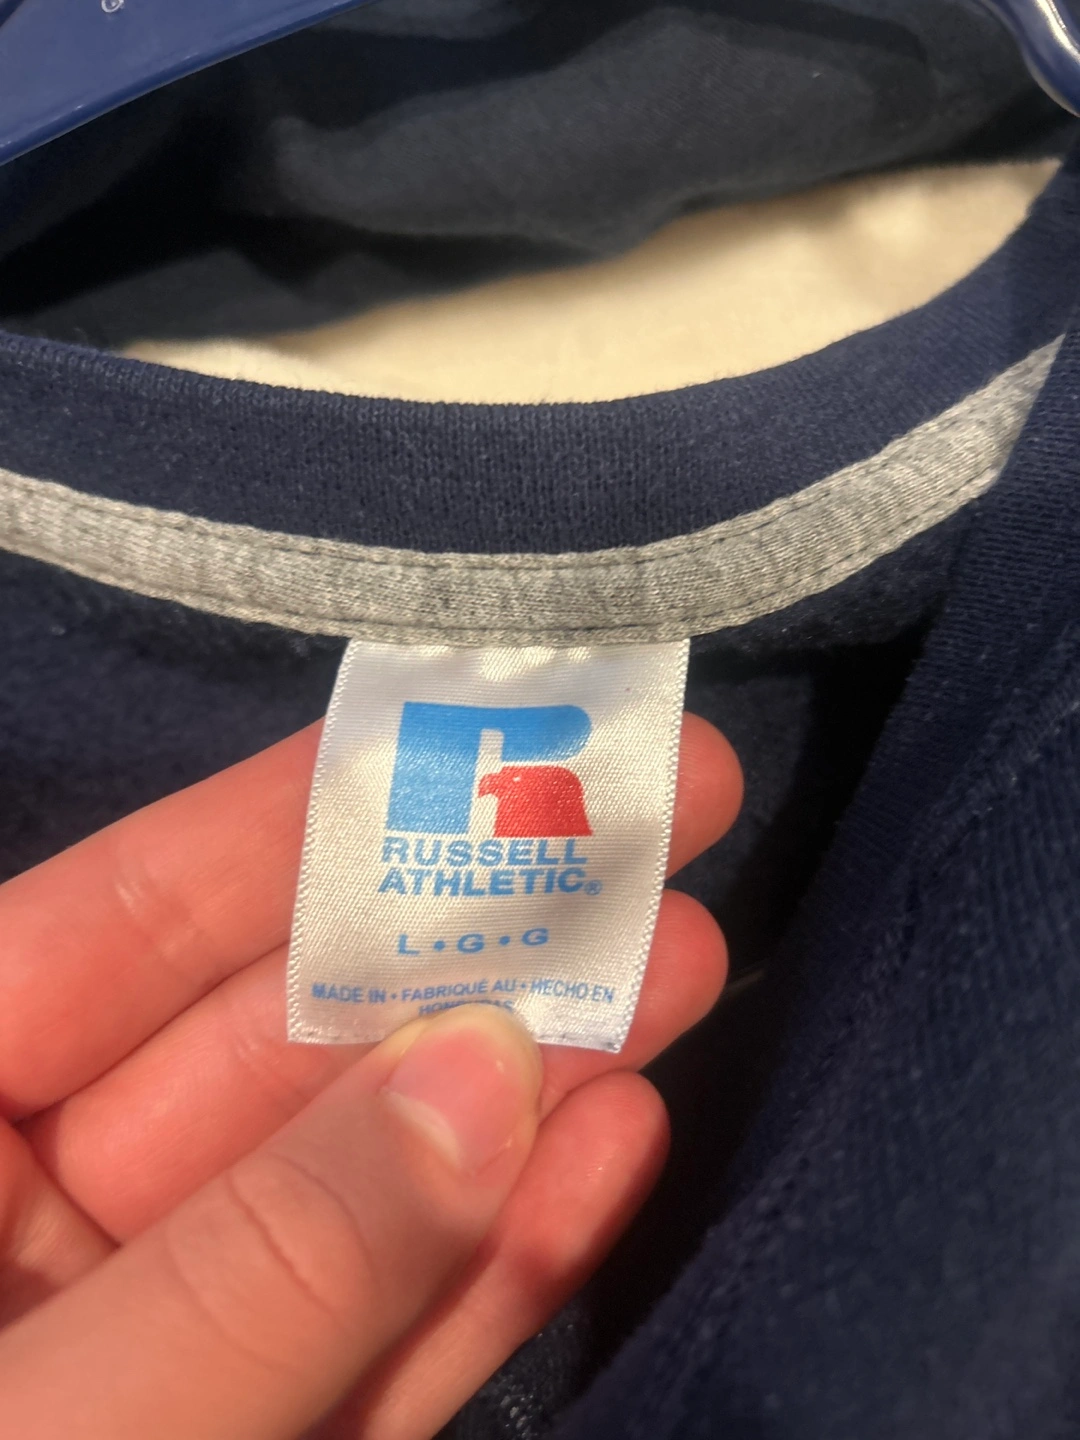 RUSSELL
ATHLETIC®
L • G • G
MADE IN • FABRIQUÉ AU • HECHO EN